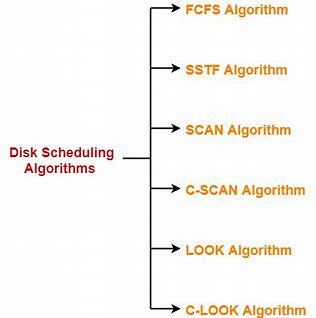 FCFS Algorithm
SSTF Algorithm
SCAN Algorithm
Disk Scheduling
Algorithms
C-SCAN Algorithm
LOOK Algorithm
C-LOOK Algorithm